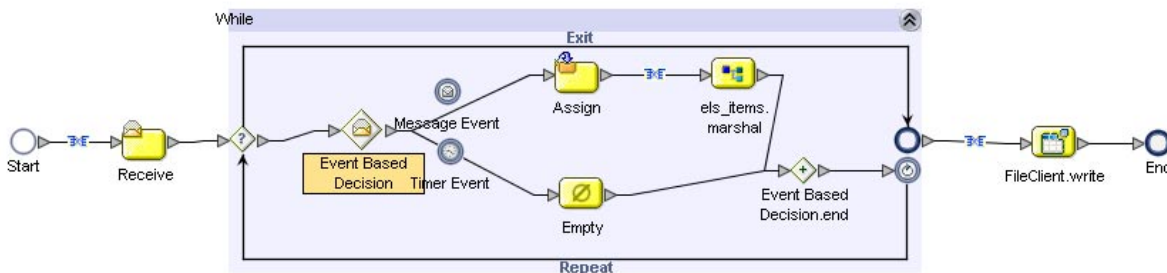 While
Exit
Start
Receive
Event Based
Decision
Message Event
Timer Event
Assign
els_items.
marshal
Empty
Event Based
Decision.end
FileClient.write
End
Repeat